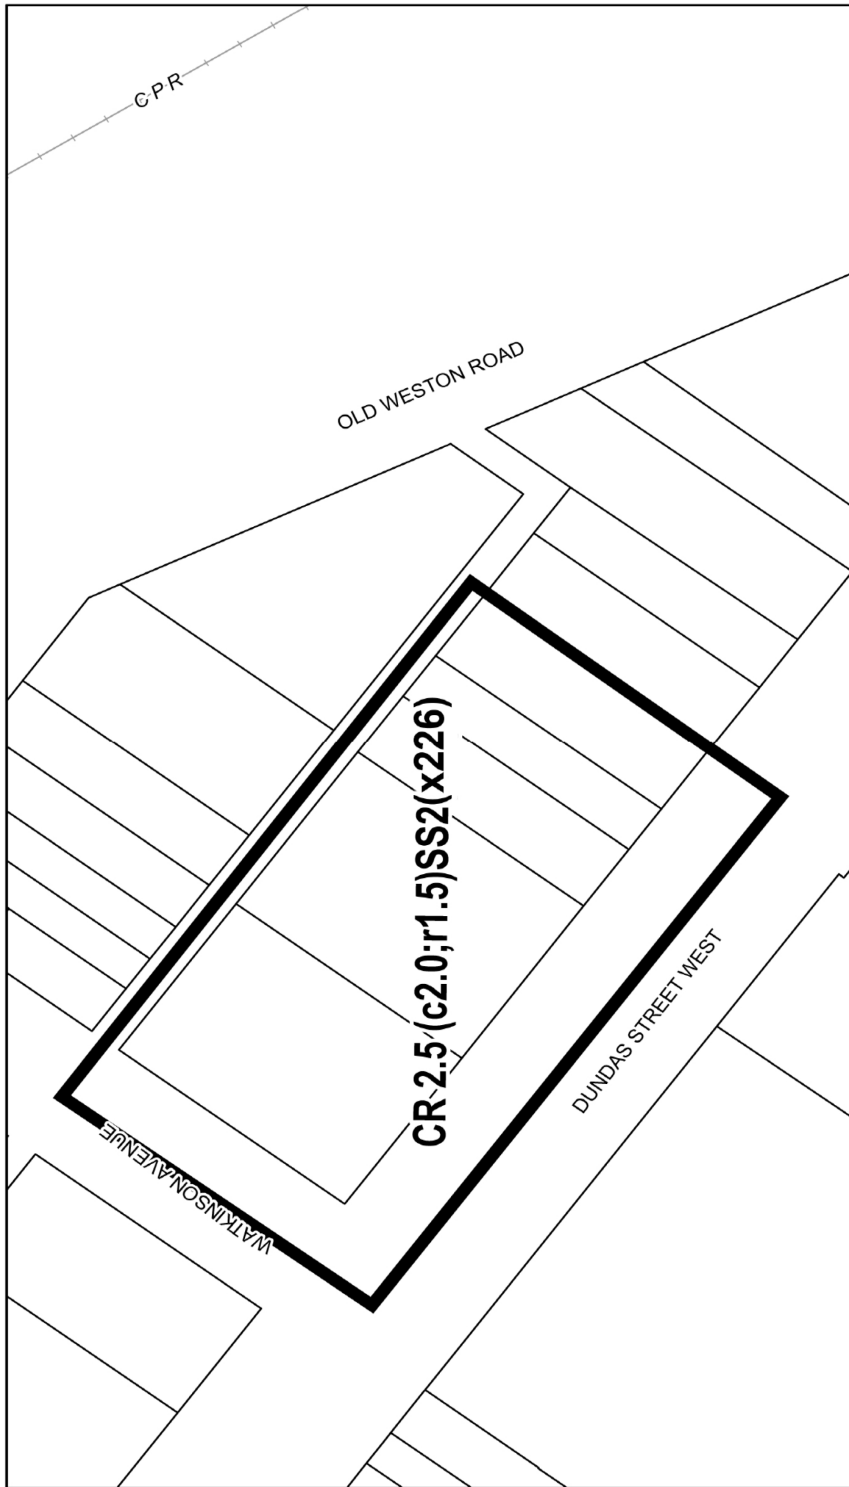 C P R
OLD WESTON ROAD
CR 2.5 (c2.0;r1.5)SS2(x226)
DUNDAS STREET WEST
WATKINSON AVENUE